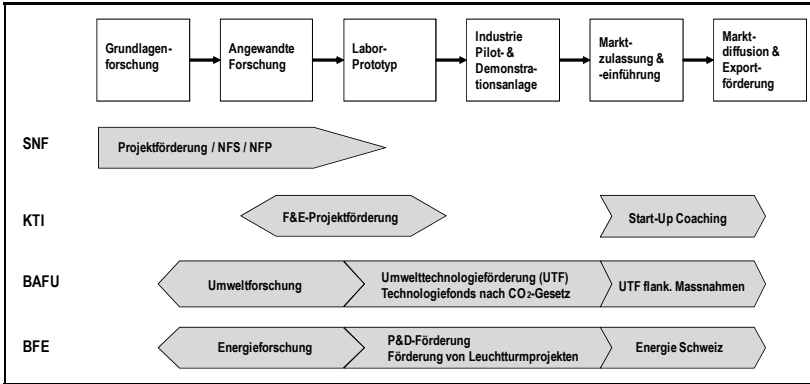 Grundlagen-
forschung
Angewandte
Forschung
Labor-
Prototyp
Industrie
Pilot- &
Demonstra-
tionsanlage
Markt-
zulassung &
-einführung
Markt-
diffusion &
Export-
förderung
SNF
Projektförderung / NFS / NFP
KTI
F&E-Projektförderung
Start-Up Coaching
BAFU
Umweltforschung
Umwelttechnologieförderung (UTF)
Technologiefonds nach CO2-Gesetz
UTF flank. Massnahmen
BFE
Energieforschung
P&D-Förderung
Förderung von Leuchtturmprojekten
Energie Schweiz